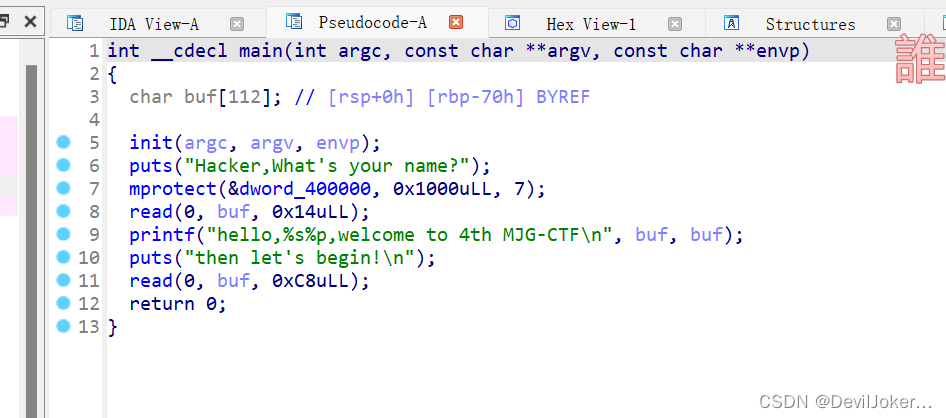 IDA View-A Pseudocode-A Hex View-1 Structures
1 int __cdecl main(int argc, const char **argv, const char **envp)
2 {
3 char buf[112]; // [rsp+0h] [rbp-70h] BYREF
4
5 init(argc, argv, envp);
6 puts("Hacker,What's your name?");
7 mprotect(&dword_400000, 0x1000uLL, 7);
8 read(0, buf, 0x14uLL);
9 printf("hello,%s%p,welcome to 4th MJG-CTF\n", buf, buf);
10 puts("then let's begin!\n");
11 read(0, buf, 0xC8uLL);
12 return 0;
13 }
誰
CSDN @DevilJoker...